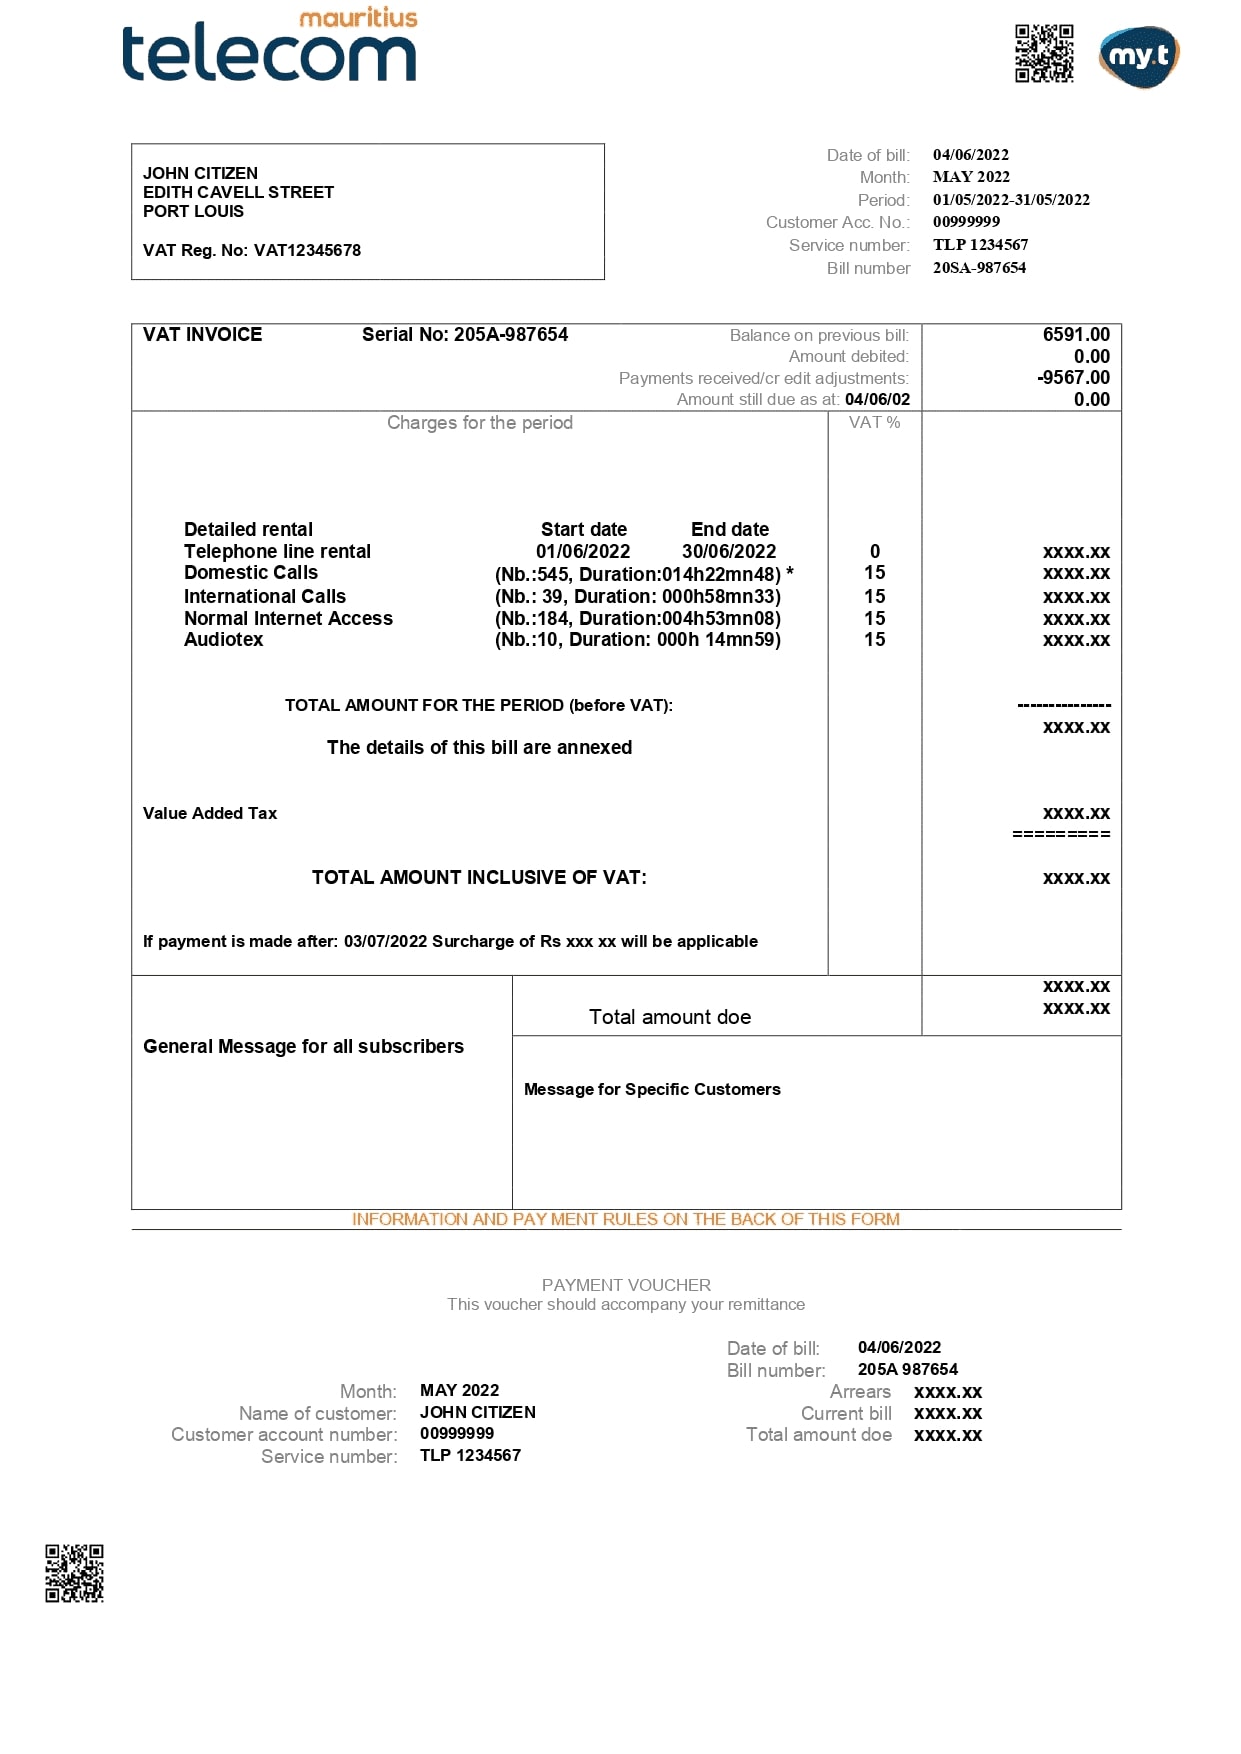 mauritius
telecom
my.t
JOHN CITIZEN
EDITH CAVELL STREET
PORT LOUIS
VAT Reg. No: VAT12345678
Date of bill: 04/06/2022
Month: MAY 2022
Period: 01/05/2022-31/05/2022
Customer Acc. No.: 00999999
Service number: TLP 1234567
Bill number 20SA-987654
VAT INVOICE Serial No: 205A-987654 Balance on previous bill: 6591.00
Amount debited: 0.00
Payments received/cr edit adjustments: -9567.00
Amount still due as at: 04/06/02 0.00
Charges for the period VAT %
Detailed rental Start date End date
Telephone line rental 01/06/2022 30/06/2022 0 xxxx.xx
Domestic Calls (Nb.:545, Duration:014h22mn48) * 15 xxxx.xx
International Calls (Nb.: 39, Duration: 000h58mn33) 15 xxxx.xx
Normal Internet Access (Nb.:184, Duration:004h53mn08) 15 xxxx.xx
Audiotex (Nb.:10, Duration: 000h 14mn59) 15 xxxx.xx
TOTAL AMOUNT FOR THE PERIOD (before VAT): ---------------
xxxx.xx
The details of this bill are annexed
Value Added Tax xxxx.xx
=========
TOTAL AMOUNT INCLUSIVE OF VAT: xxxx.xx
If payment is made after: 03/07/2022 Surcharge of Rs xxx xx will be applicable
xxxx.xx
Total amount doe xxxx.xx
General Message for all subscribers
Message for Specific Customers
INFORMATION AND PAY MENT RULES ON THE BACK OF THIS FORM
PAYMENT VOUCHER
This voucher should accompany your remittance
Date of bill: 04/06/2022
Bill number: 205A 987654
Month: MAY 2022 Arrears xxxx.xx
Name of customer: JOHN CITIZEN Current bill xxxx.xx
Customer account number: 00999999 Total amount doe xxxx.xx
Service number: TLP 1234567